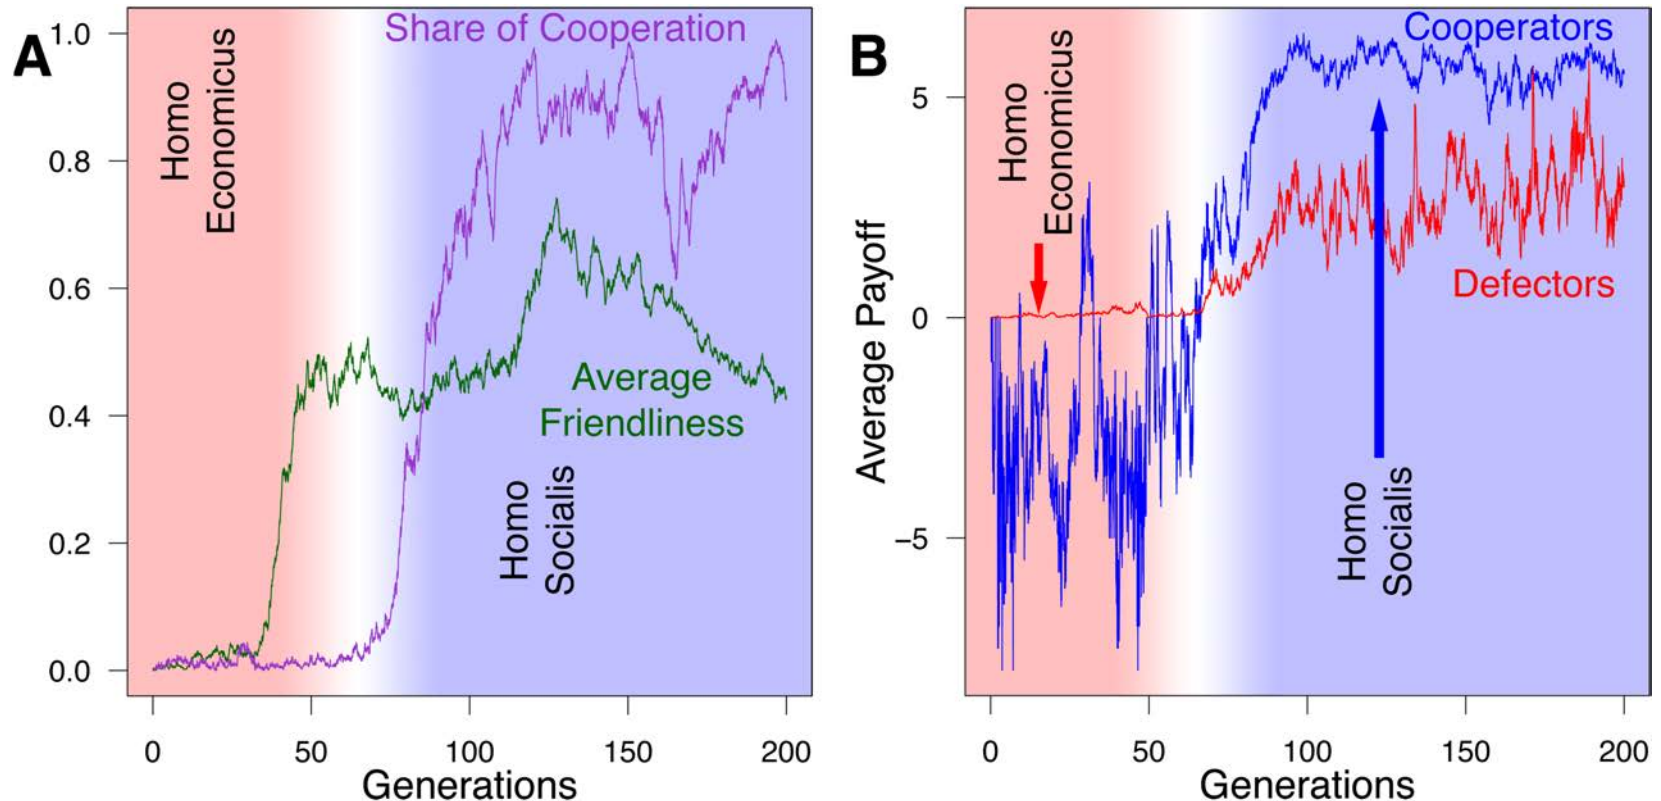 A
Share of Cooperation
Homo
Economicus
Average
Friendliness
Homo
Socialis
1.0
0.8
0.6
0.4
0.2
0.0
0 50 100 150 200
Generations
B
Cooperators
Homo
Economicus
Defectors
Homo
Socialis
Average Payoff
5
0
−5
0 50 100 150 200
Generations